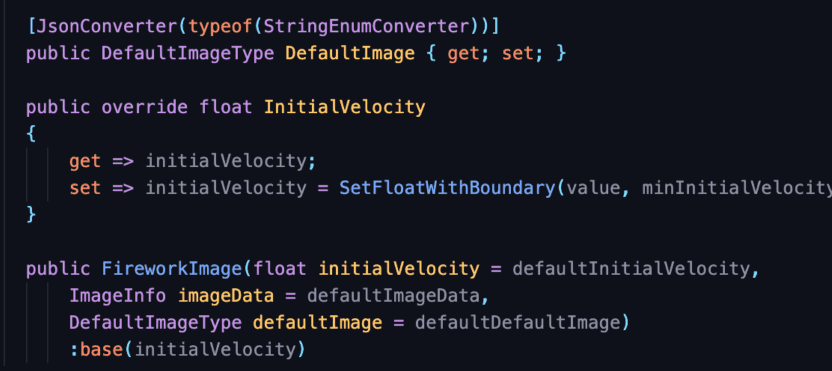 [JsonConverter(typeof(StringEnumConverter))]
public DefaultImageType DefaultImage { get; set; }
public override float InitialVelocity
{
get => initialVelocity;
set => initialVelocity = SetFloatWithBoundary(value, minInitialVelocity
}
public FireworkImage(float initialVelocity = defaultInitialVelocity,
ImageInfo imageData = defaultImageData,
DefaultImageType defaultImage = defaultDefaultImage)
:base(initialVelocity)